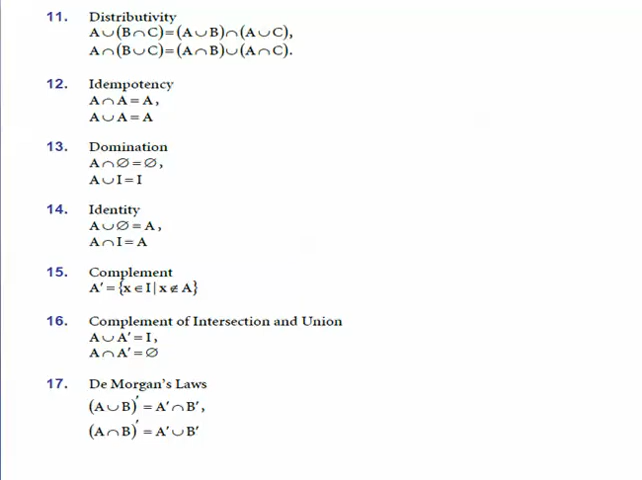 11. Distributivity
A∪(B∩C)=(A∪B)∩(A∪C),
A∩(B∪C)=(A∩B)∪(A∩C).
12. Idempotency
A∩A=A,
A∪A=A
13. Domination
A∩∅=∅,
A∪I=I
14. Identity
A∪∅=A,
A∩I=A
15. Complement
A′={x∈I|x∉A}
16. Complement of Intersection and Union
A∪A′=I,
A∩A′=∅
17. De Morgan's Laws
(A∪B)′=A′∩B′,
(A∩B)′=A′∪B′